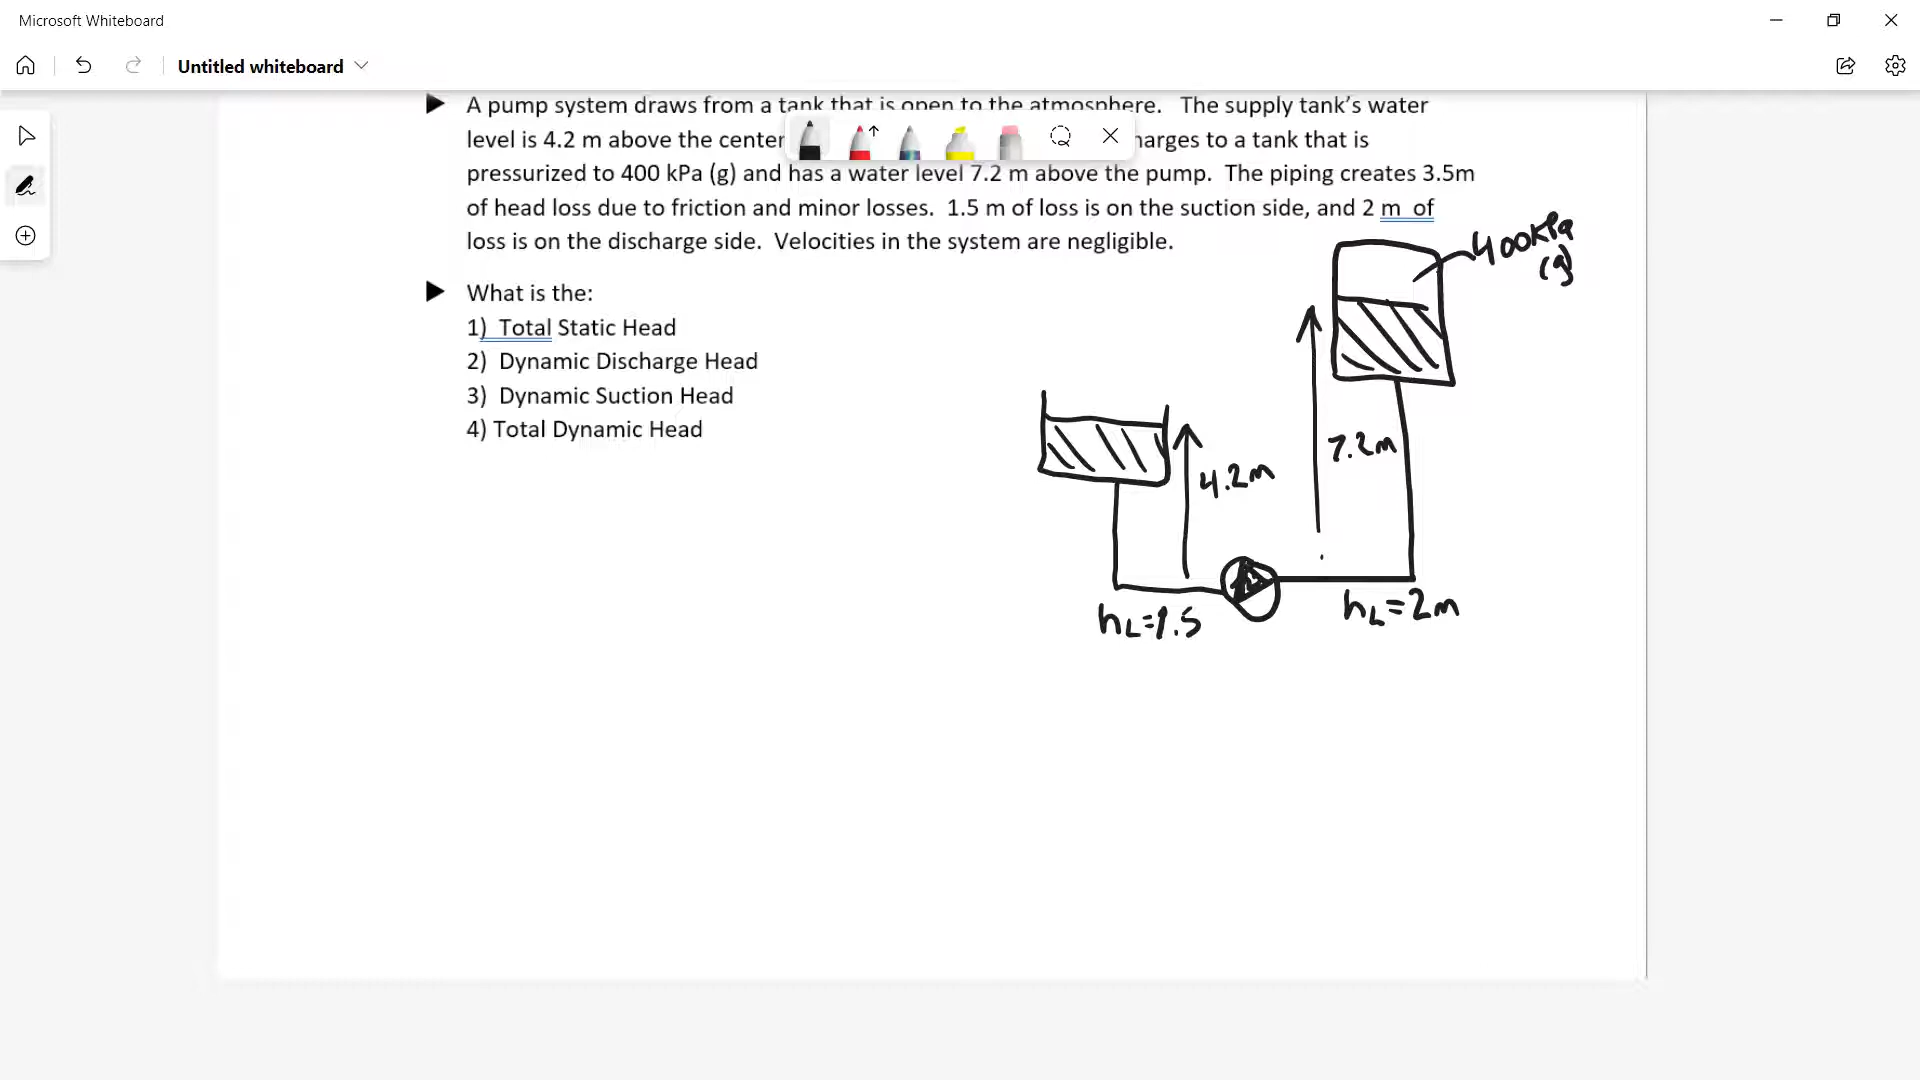 Microsoft Whiteboard
Untitled whiteboard
A pump system draws from a tank that is open to the atmosphere. The supply tank's water
level is 4.2 m above the center
harges to a tank that is
pressurized to 400 kPa (g) and has a water level 7.2 m above the pump. The piping creates 3.5m
of head loss due to friction and minor losses. 1.5 m of loss is on the suction side, and 2 m of
loss is on the discharge side. Velocities in the system are negligible.
What is the:
1) Total Static Head
2) Dynamic Discharge Head
3) Dynamic Suction Head
4) Total Dynamic Head
400kPa
(g)
7.2m
4.2m
hL=1.5
hL=2m